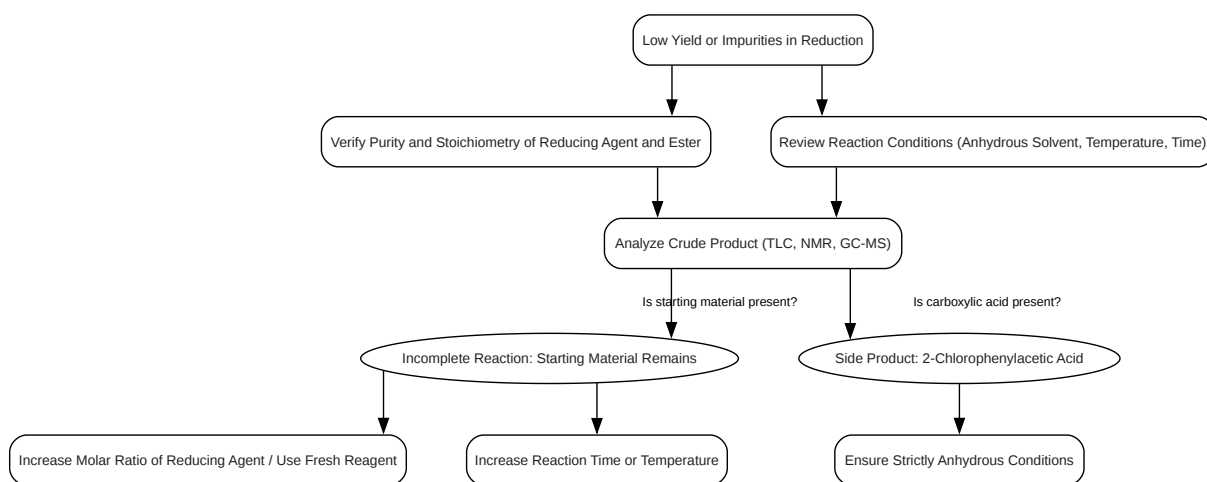 Low Yield or Impurities in Reduction
Verify Purity and Stoichiometry of Reducing Agent and Ester
Review Reaction Conditions (Anhydrous Solvent, Temperature, Time)
Analyze Crude Product (TLC, NMR, GC-MS)
Is starting material present?
Is carboxylic acid present?
Incomplete Reaction: Starting Material Remains
Side Product: 2-Chlorophenylacetic Acid
Increase Molar Ratio of Reducing Agent / Use Fresh Reagent
Increase Reaction Time or Temperature
Ensure Strictly Anhydrous Conditions